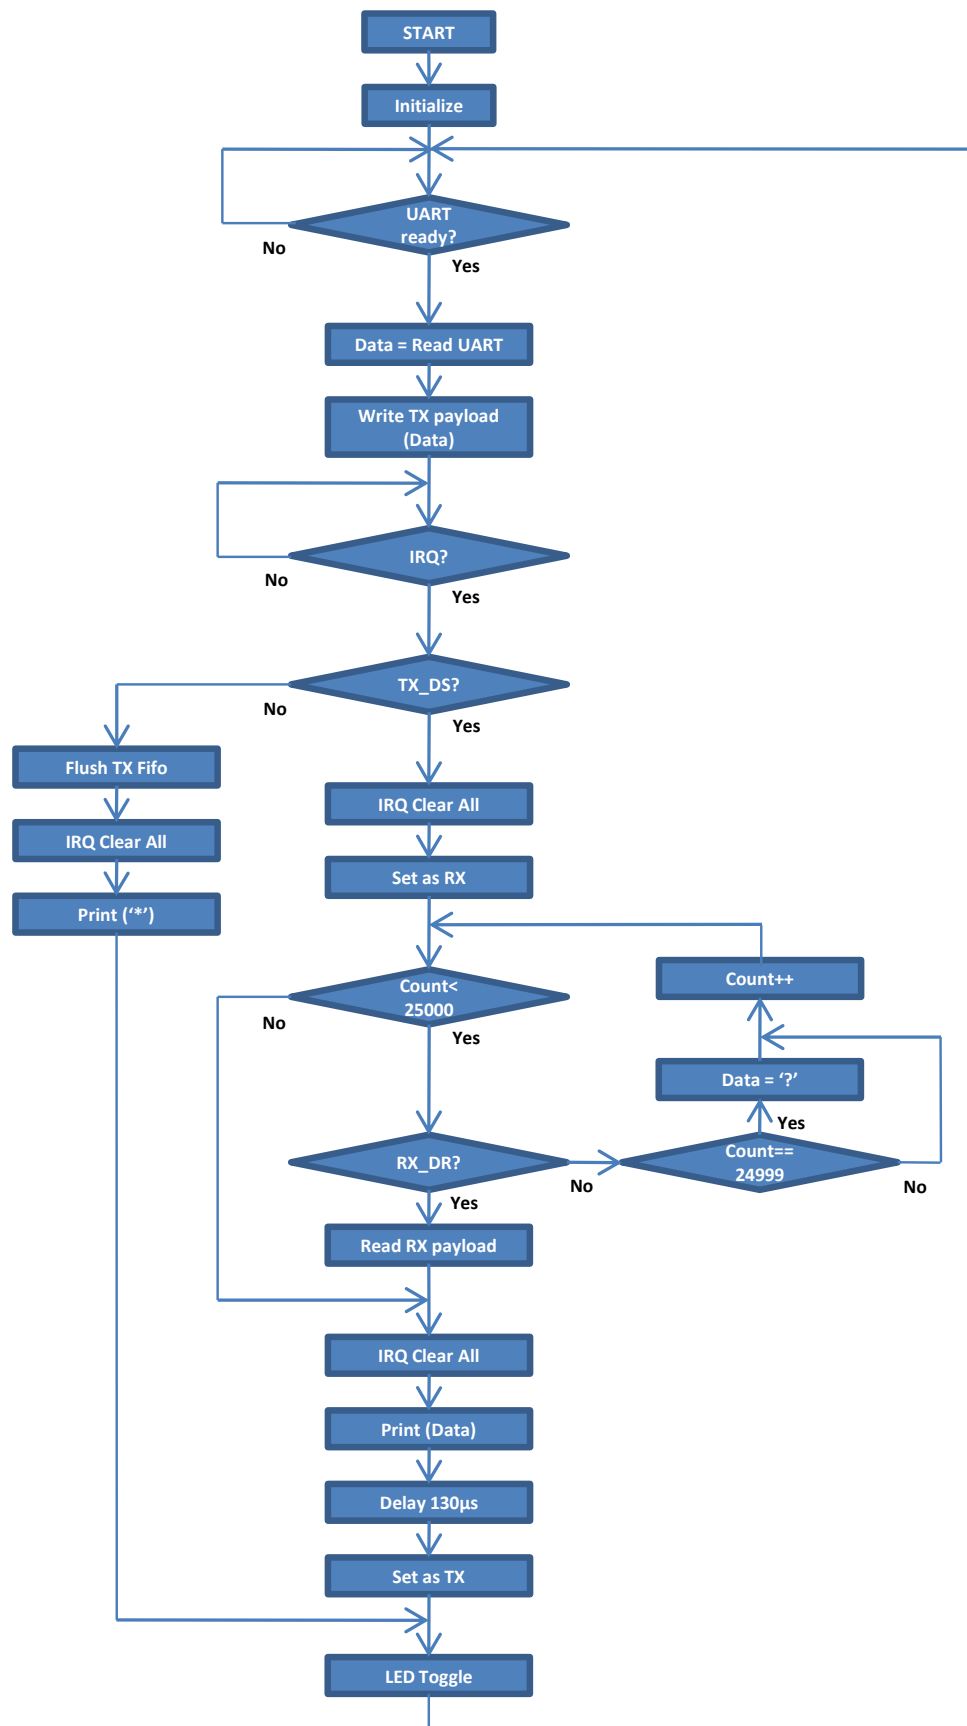 START
Initialize
UART
ready?
No
Yes
Data = Read UART
Write TX payload
(Data)
IRQ?
No
Yes
TX_DS?
No
Yes
Flush TX Fifo
IRQ Clear All
IRQ Clear All
Print (‘*’)
Set as RX
Count<
25000
No
Yes
Count++
Data = ‘?’
Yes
RX_DR?
No
Count==
24999
No
Yes
Read RX payload
IRQ Clear All
Print (Data)
Delay 130µs
Set as TX
LED Toggle